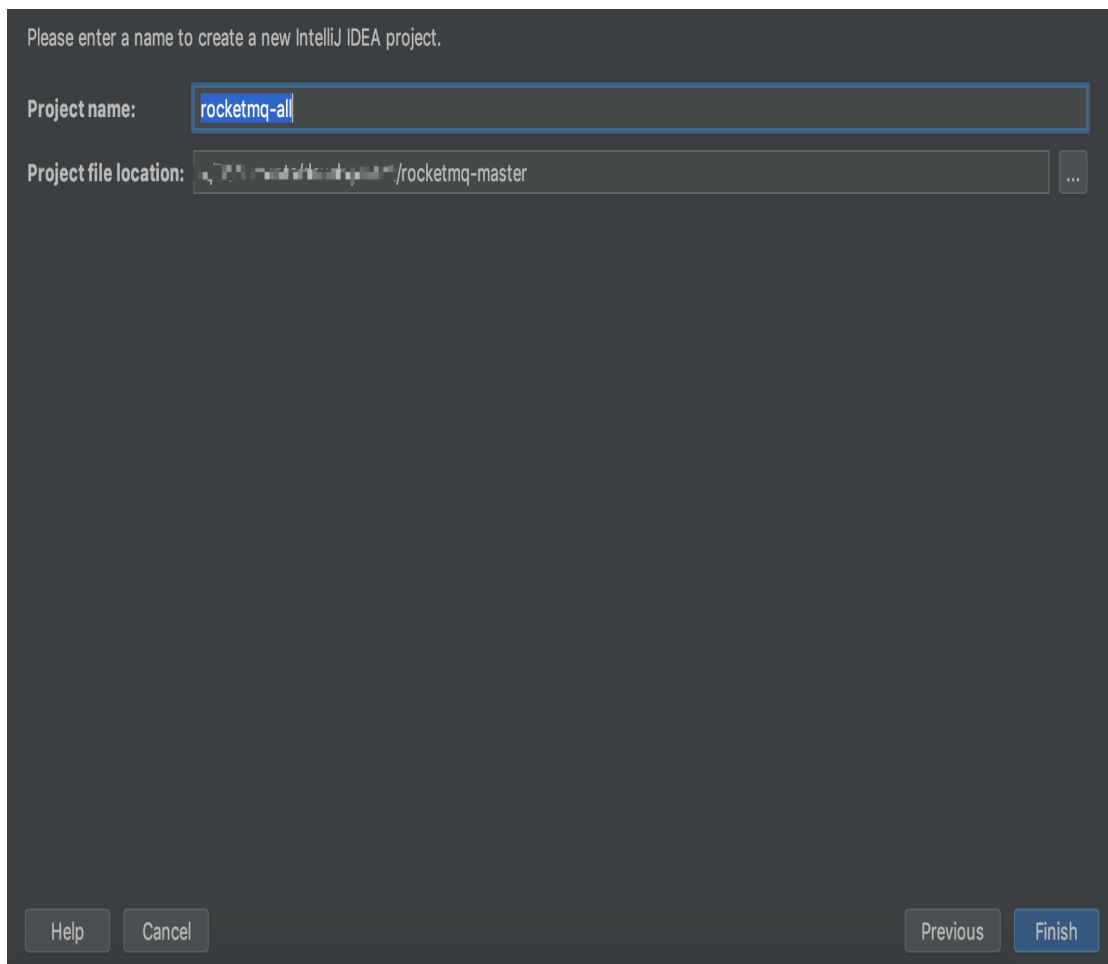 Please enter a name to create a new IntelliJ IDEA project.
Project name: rocketmq-all
Project file location: /rocketmq-master ...
Help Cancel Previous Finish